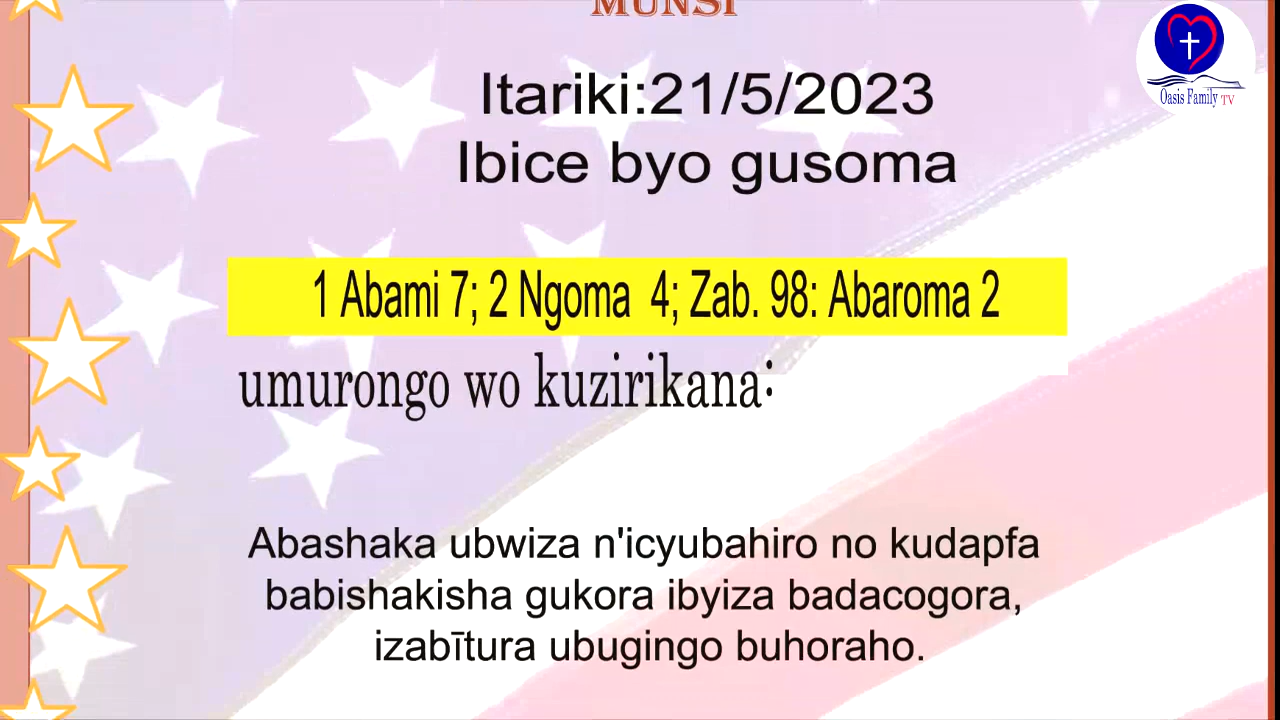 MUNSI
Oasis Family TV
Itariki:21/5/2023
Ibice byo gusoma
1 Abami 7; 2 Ngoma 4; Zab. 98: Abaroma 2
umurongo wo kuzirikana:
Abashaka ubwiza n'icyubahiro no kudapfa
babishakisha gukora ibyiza badacogora,
izabītura ubugingo buhoraho.